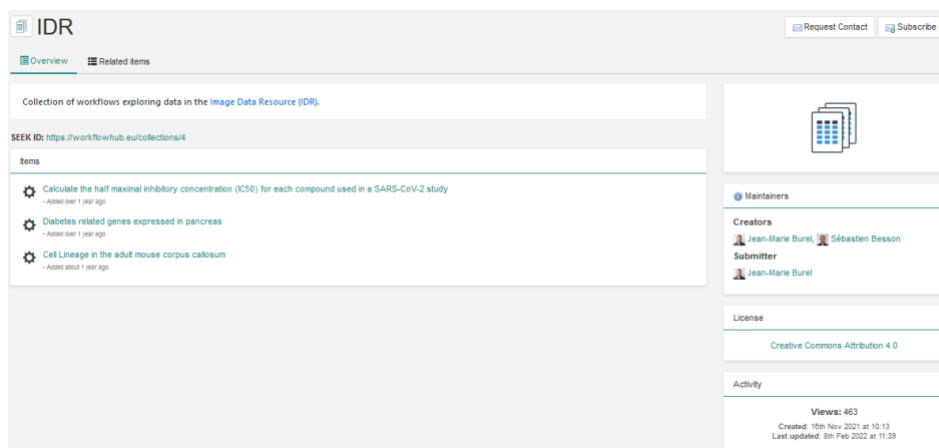 IDR
Request Contact
Subscribe
Overview
Related items
Collection of workflows exploring data in the Image Data Resource (IDR).
SEEK ID: https://workflowhub.eu/collections/4
Items
Calculate the half maximal inhibitory concentration (IC50) for each compound used in a SARS-CoV-2 study
- Added over 1 year ago
Diabetes related genes expressed in pancreas
- Added over 1 year ago
Cell Lineage in the adult mouse corpus callosum
- Added about 1 year ago
Maintainers
Creators
Jean-Marie Burel, Sébastien Besson
Submitter
Jean-Marie Burel
License
Creative Commons Attribution 4.0
Activity
Views: 463
Created: 16th Nov 2021 at 10:13
Last updated: 8th Feb 2022 at 11:39